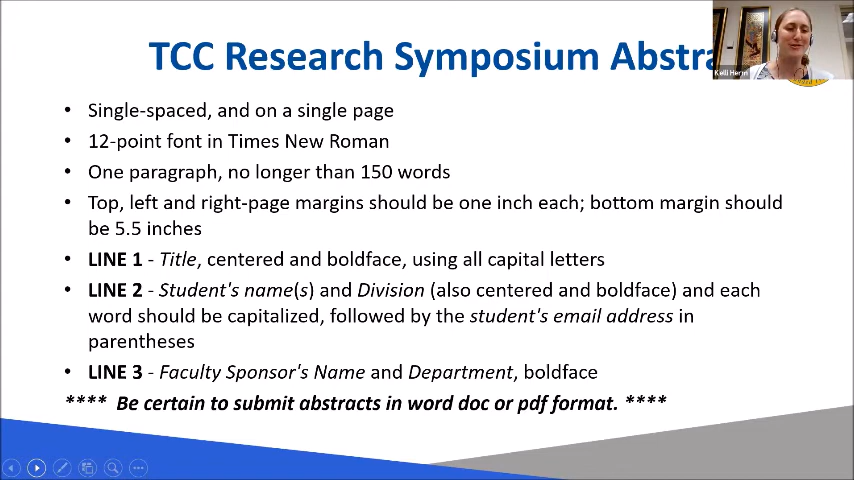 TCC Research Symposium Abstra
Kelli Herm
• Single-spaced, and on a single page
• 12-point font in Times New Roman
• One paragraph, no longer than 150 words
• Top, left and right-page margins should be one inch each; bottom margin should
be 5.5 inches
• LINE 1 - Title, centered and boldface, using all capital letters
• LINE 2 - Student's name(s) and Division (also centered and boldface) and each
word should be capitalized, followed by the student's email address in
parentheses
• LINE 3 - Faculty Sponsor's Name and Department, boldface
**** Be certain to submit abstracts in word doc or pdf format. ****